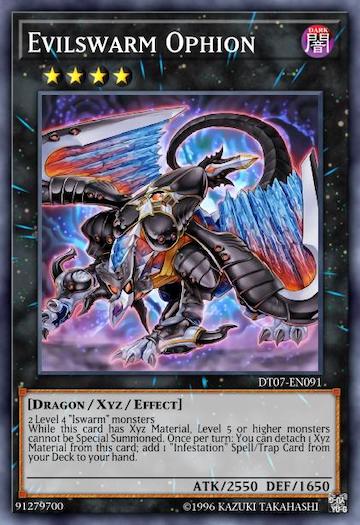 Evilswarm Ophion
DARK
闇
DT07-EN091
[Dragon / Xyz / Effect]
2 Level 4 "lswarm" monsters
While this card has Xyz Material, Level 5 or higher monsters
cannot be Special Summoned. Once per turn: You can detach 1 Xyz
Material from this card; add 1 "Infestation" Spell/Trap Card from
your Deck to your hand.
ATK/2550 DEF/1650
91279700
©1996 KAZUKI TAKAHASHI